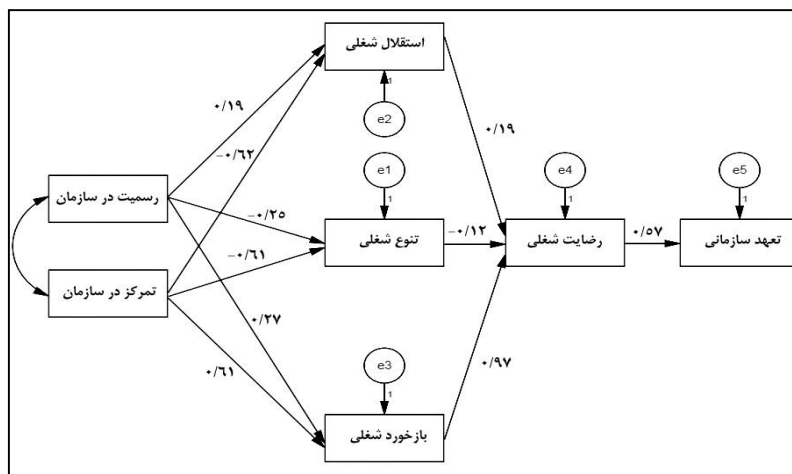 استقلال شغلی
۰/۱۹
e2
1
۰/۱۹
−۰/۶۲
e1
1
e4
1
e5
1
رسمیت در سازمان
−۰/۲۵
تنوع شغلی
−۰/۱۲
رضایت شغلی
۰/۵۷
تعهد سازمانی
−۰/۶۱
تمرکز در سازمان
۰/۲۷
۰/۶۱
e3
1
۰/۹۷
بازخورد شغلی